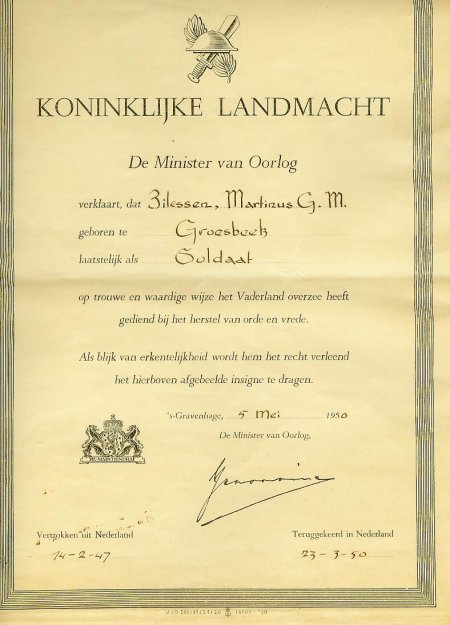 KONINKLIJKE LANDMACHT
De Minister van Oorlog
verklaart, dat Zilessen, Martinus G. M.
geboren te Groesbeek
laatstelijk als Soldaat
op trouwe en waardige wijze het Vaderland overzee heeft
gediend bij het herstel van orde en vrede.
Als blijk van erkentelijkheid wordt hem het recht verleend
het hierboven afgebeelde insigne te dragen.
's-Gravenhage, 5 Mei 1950
De Minister van Oorlog,
JE MAINTIENDRAI
Vertrokken uit Nederland
14-2-47
Teruggekeerd in Nederland
23-3-50